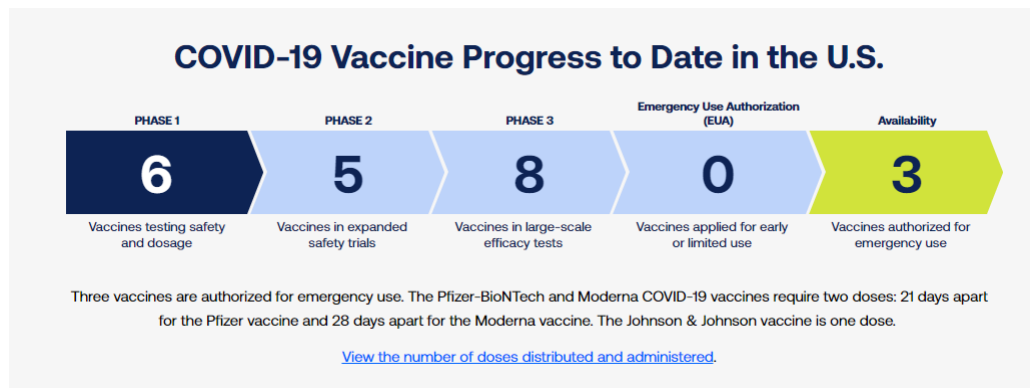 COVID-19 Vaccine Progress to Date in the U.S.
PHASE 1
PHASE 2
PHASE 3
Emergency Use Authorization
(EUA)
Availability
6
5
8
0
3
Vaccines testing safety
and dosage
Vaccines in expanded
safety trials
Vaccines in large-scale
efficacy tests
Vaccines applied for early
or limited use
Vaccines authorized for
emergency use
Three vaccines are authorized for emergency use. The Pfizer-BioNTech and Moderna COVID-19 vaccines require two doses: 21 days apart
for the Pfizer vaccine and 28 days apart for the Moderna vaccine. The Johnson & Johnson vaccine is one dose.
View the number of doses distributed and administered.